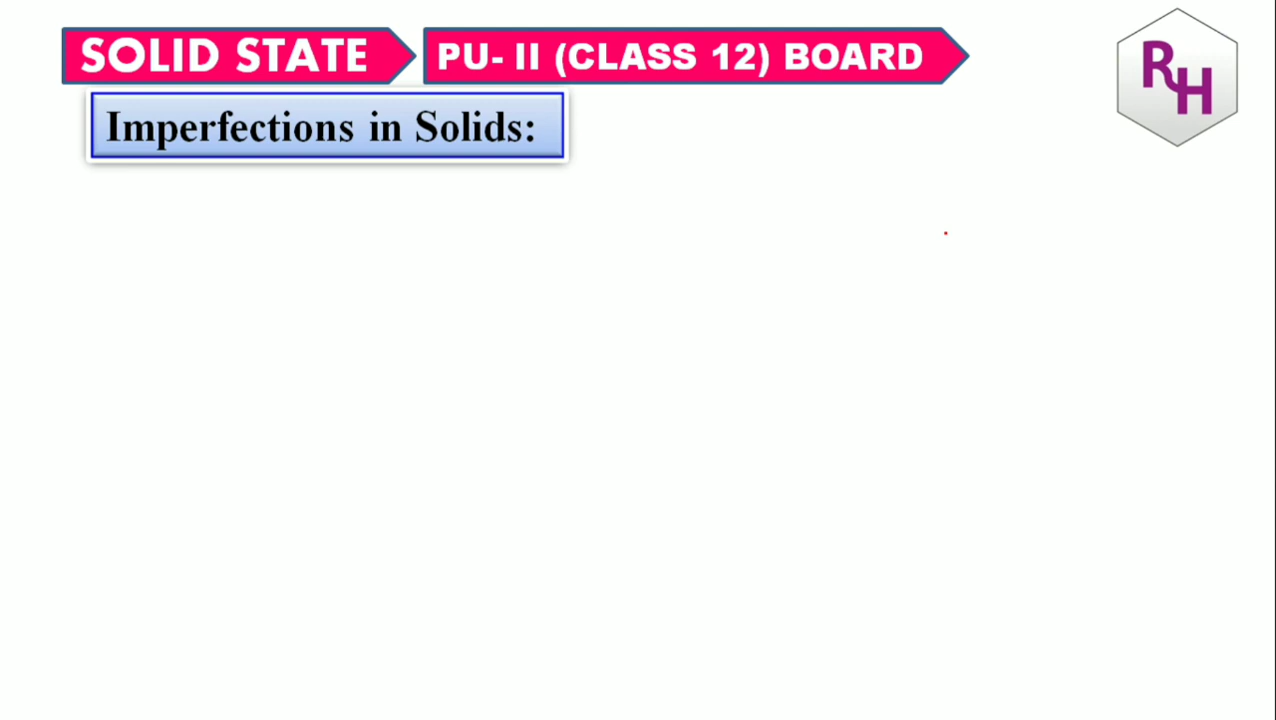 SOLID STATE PU- II (CLASS 12) BOARD
RH
Imperfections in Solids: